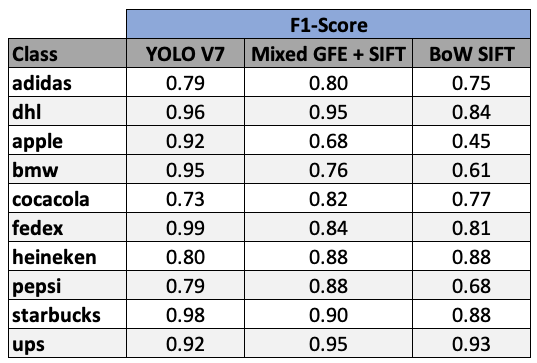 F1-Score
Class YOLO V7 Mixed GFE + SIFT BoW SIFT
adidas 0.79 0.80 0.75
dhl 0.96 0.95 0.84
apple 0.92 0.68 0.45
bmw 0.95 0.76 0.61
cocacola 0.73 0.82 0.77
fedex 0.99 0.84 0.81
heineken 0.80 0.88 0.88
pepsi 0.79 0.88 0.68
starbucks 0.98 0.90 0.88
ups 0.92 0.95 0.93